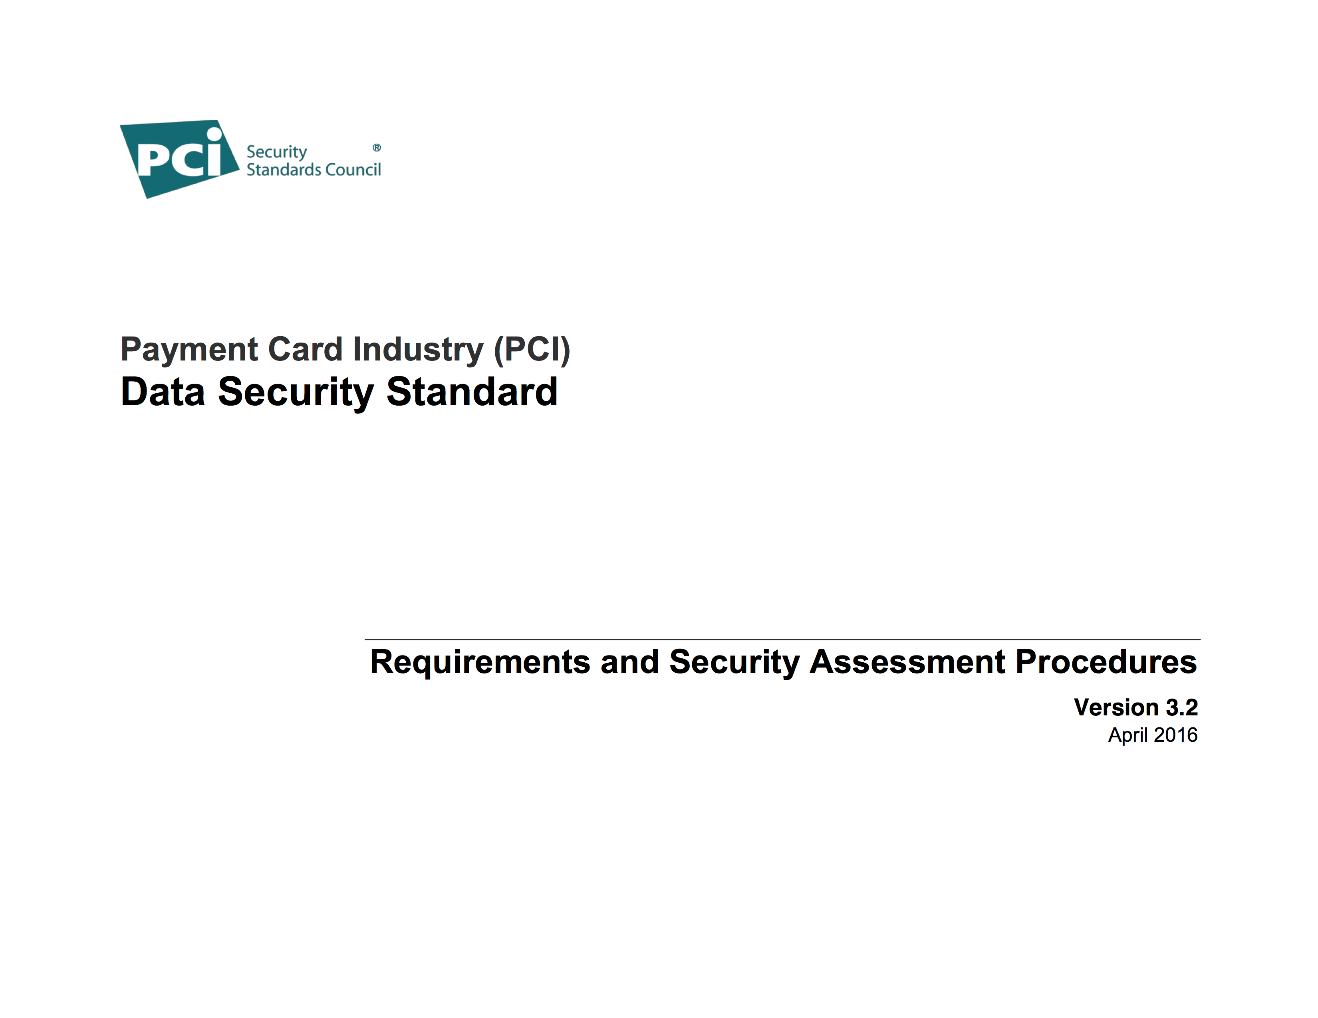 PCi
Security ®
Standards Council
Payment Card Industry (PCI)
Data Security Standard
Requirements and Security Assessment Procedures
Version 3.2
April 2016